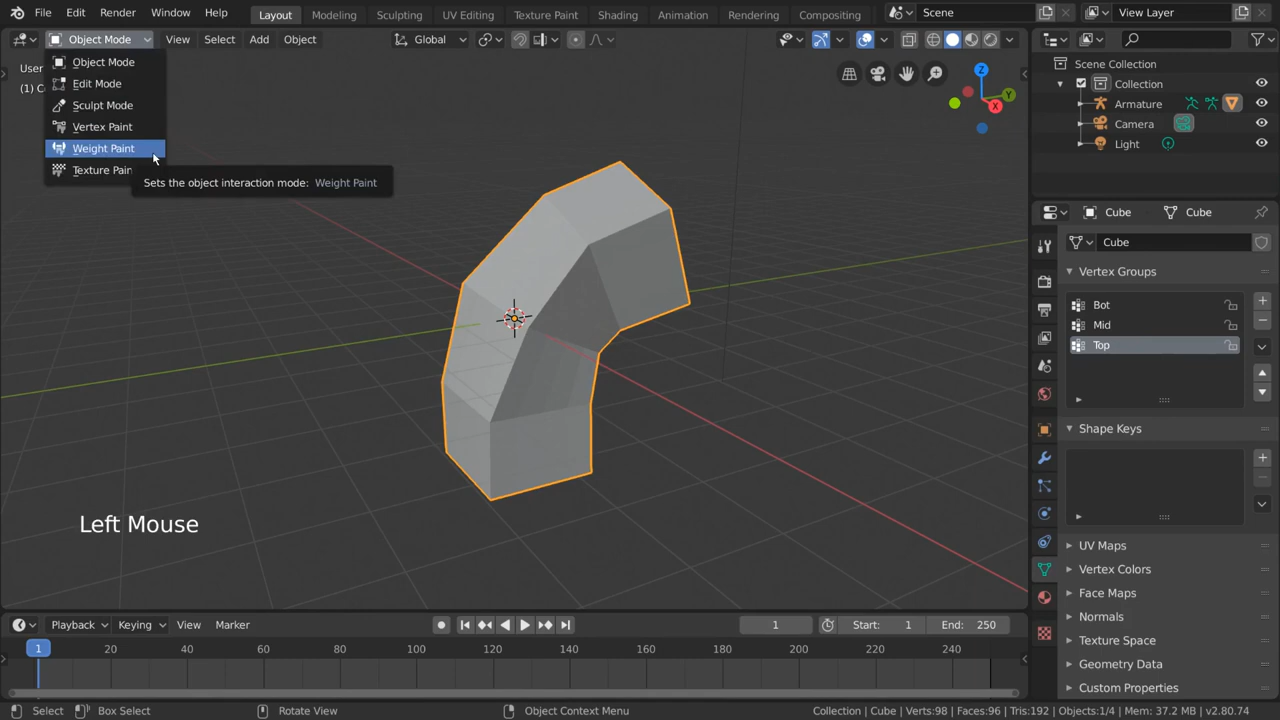 File Edit Render Window Help Layout Modeling Sculpting UV Editing Texture Paint Shading Animation Rendering Compositing Scene View Layer
Object Mode View Select Add Object Global
Object Mode
Edit Mode
Sculpt Mode
Vertex Paint
Weight Paint
Texture Pain
Sets the object interaction mode: Weight Paint
User
(1) C
Z
Y
X
Left Mouse
Scene Collection
Collection
Armature
Camera
Light
Cube Cube
Cube
Vertex Groups
Bot
Mid
Top
Shape Keys
UV Maps
Vertex Colors
Face Maps
Normals
Texture Space
Geometry Data
Custom Properties
Playback Keying View Marker 1 Start: 1 End: 250
1 20 40 60 80 100 120 140 160 180 200 220 240
Select Box Select Rotate View Object Context Menu Collection | Cube | Verts:98 | Faces:96 | Tris:192 | Objects:1/4 | Mem: 37.2 MB | v2.80.74